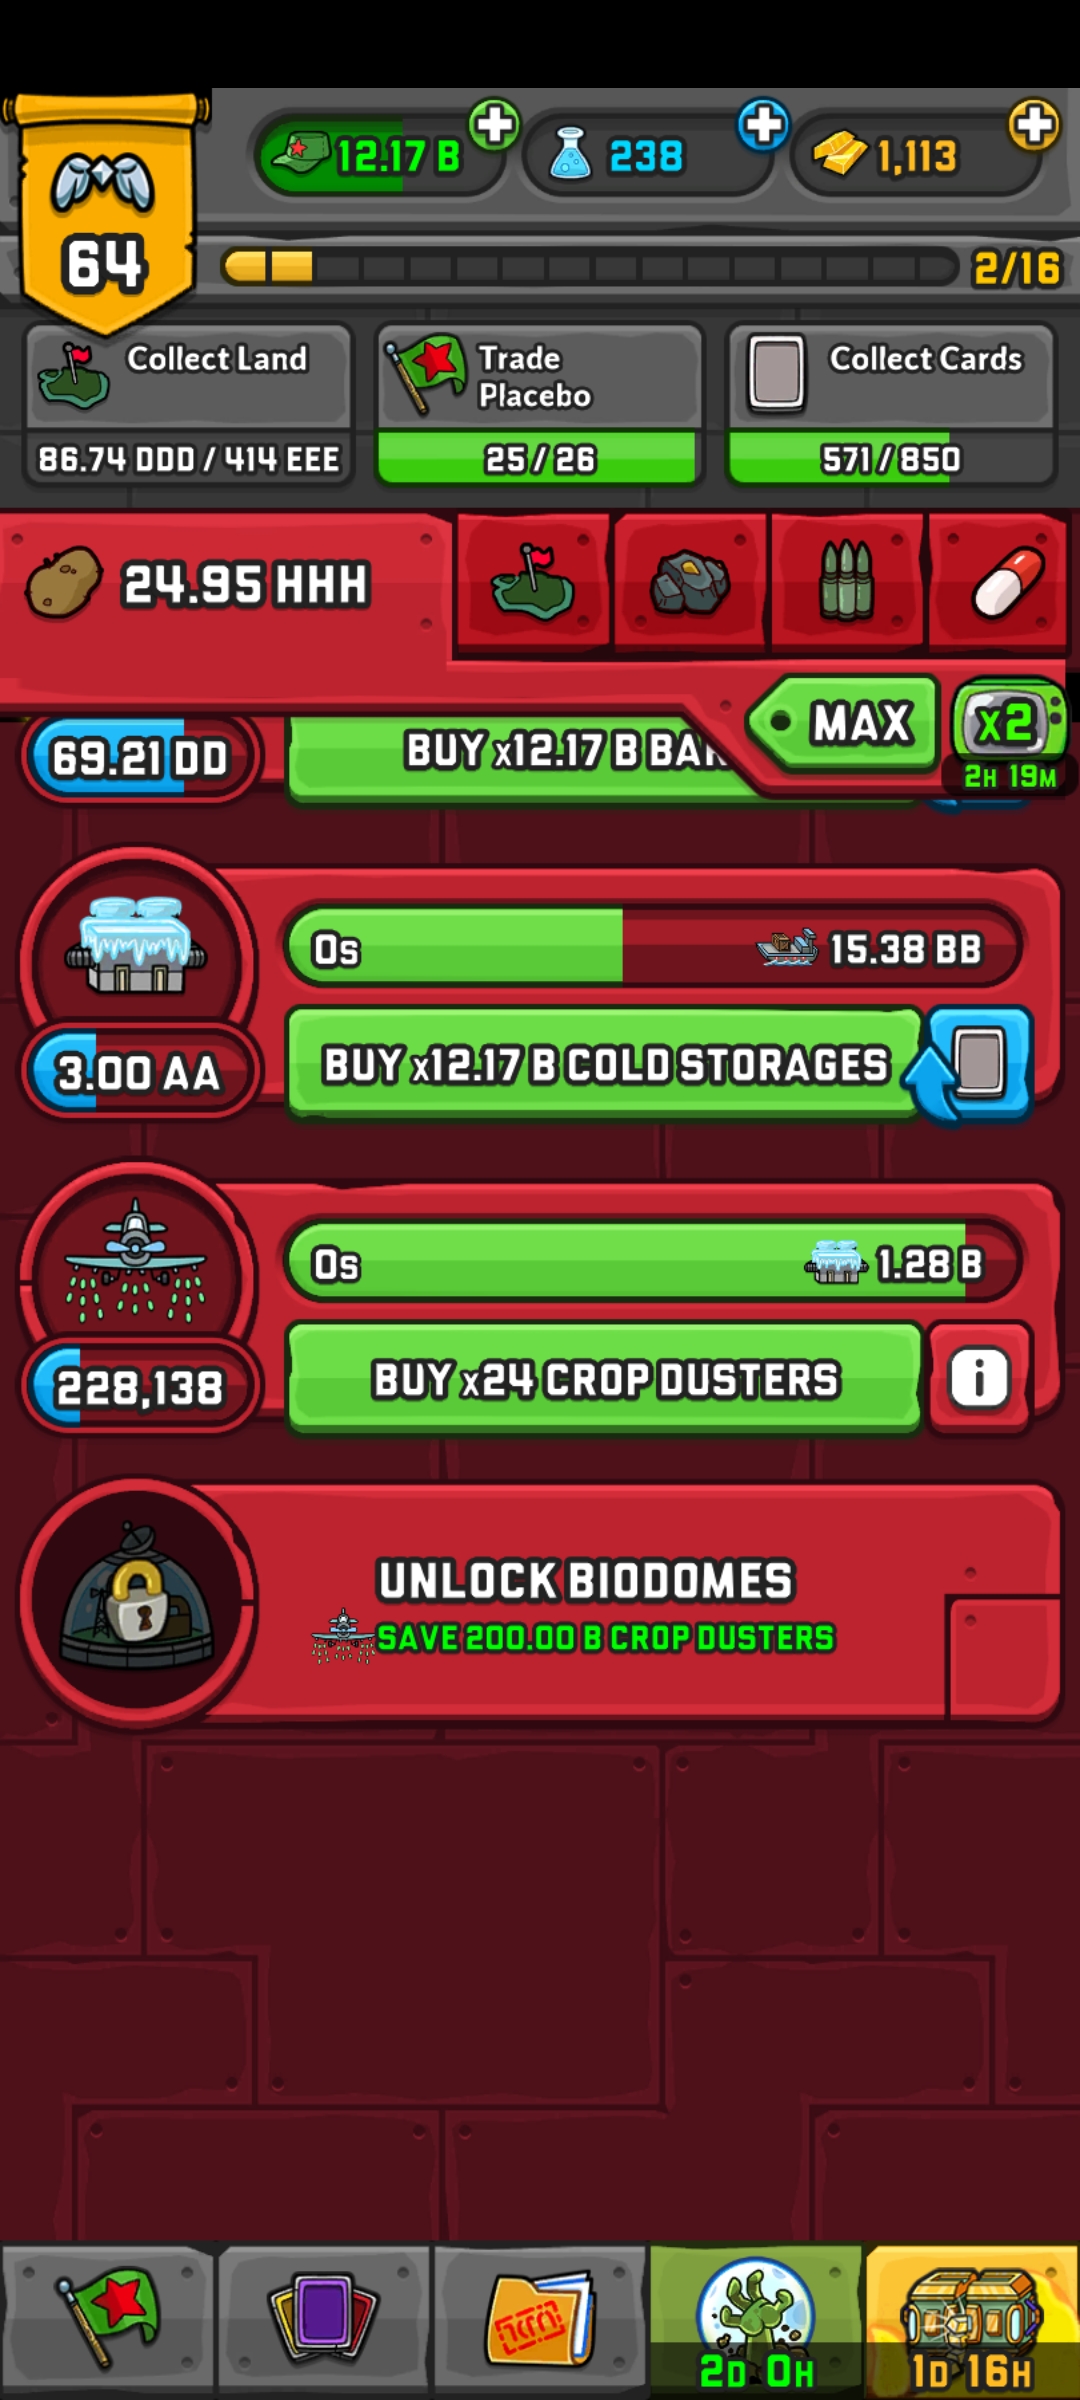 12.17 B
238
1,113
64
2/16
Collect Land
86.74 DDD / 414 EEE
Trade
Placebo
25 / 26
Collect Cards
571 / 850
24.95 HHH
MAX
x2
2H 19M
69.21 DD
BUY x12.17 B
0s
15.38 BB
3.00 AA
BUY x12.17 B COLD STORAGES
0s
1.28 B
228,138
BUY x24 CROP DUSTERS
i
UNLOCK BIODOMES
SAVE 200.00 B CROP DUSTERS
2D 0H
1D 16H